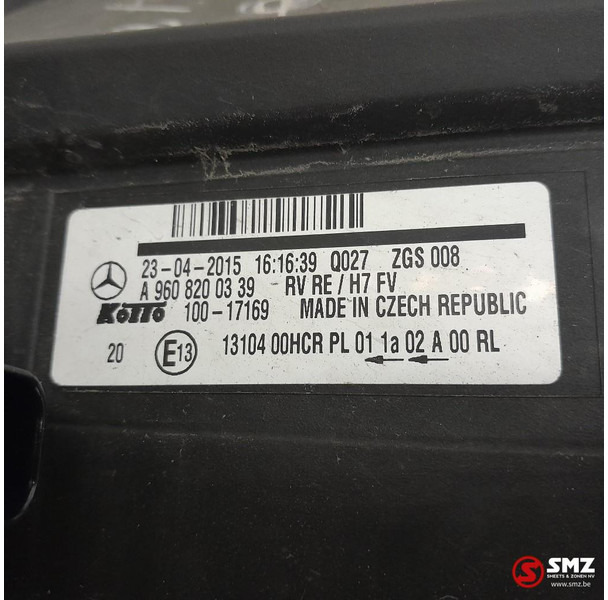 23-04-2015 16:16:39 Q027 ZGS 008
A 960 820 03 39 RV RE / H7 FV
100-17169 MADE IN CZECH REPUBLIC
20 E13 13104 00HCR PL 01 1a 02 A 00 RL
SMZ
SMEETS & ZONEN NV
www.smz.be